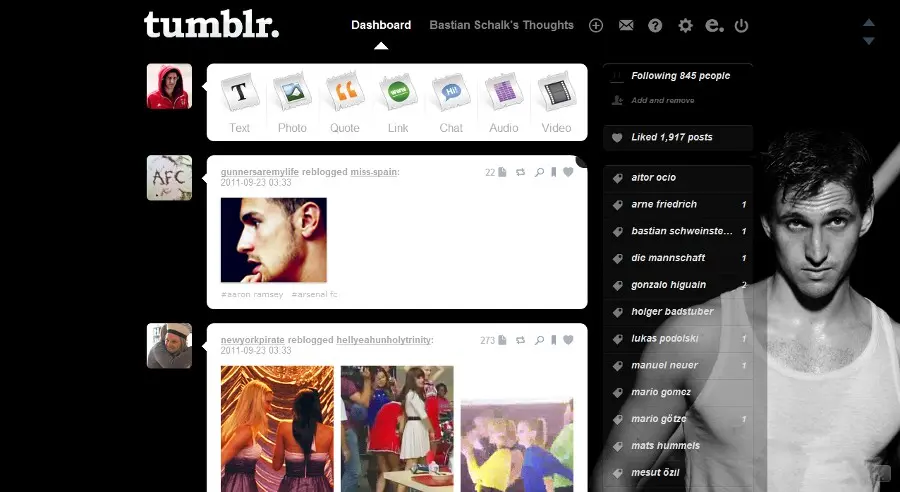 tumblr.
Dashboard
Bastian Schalk's Thoughts
Following 845 people
Add and remove
T
Text
Photo
Quote
www
Link
Hi!
Chat
Audio
Video
Liked 1,917 posts
AFC
gunnersaremylife reblogged miss-spain:
22
2011-09-23 03:33
#aaron ramsey #arsenal fc
newyorkpirate reblogged hellyeahunholytrinity:
273
2011-09-23 03:33
aitor ocio
arne friedrich 1
bastian schweinste... 1
die mannschaft 1
gonzalo higuain 2
holger badstuber
lukas podolski 1
manuel neuer 1
mario gomez
mario götze 1
mats hummels
mesut özil